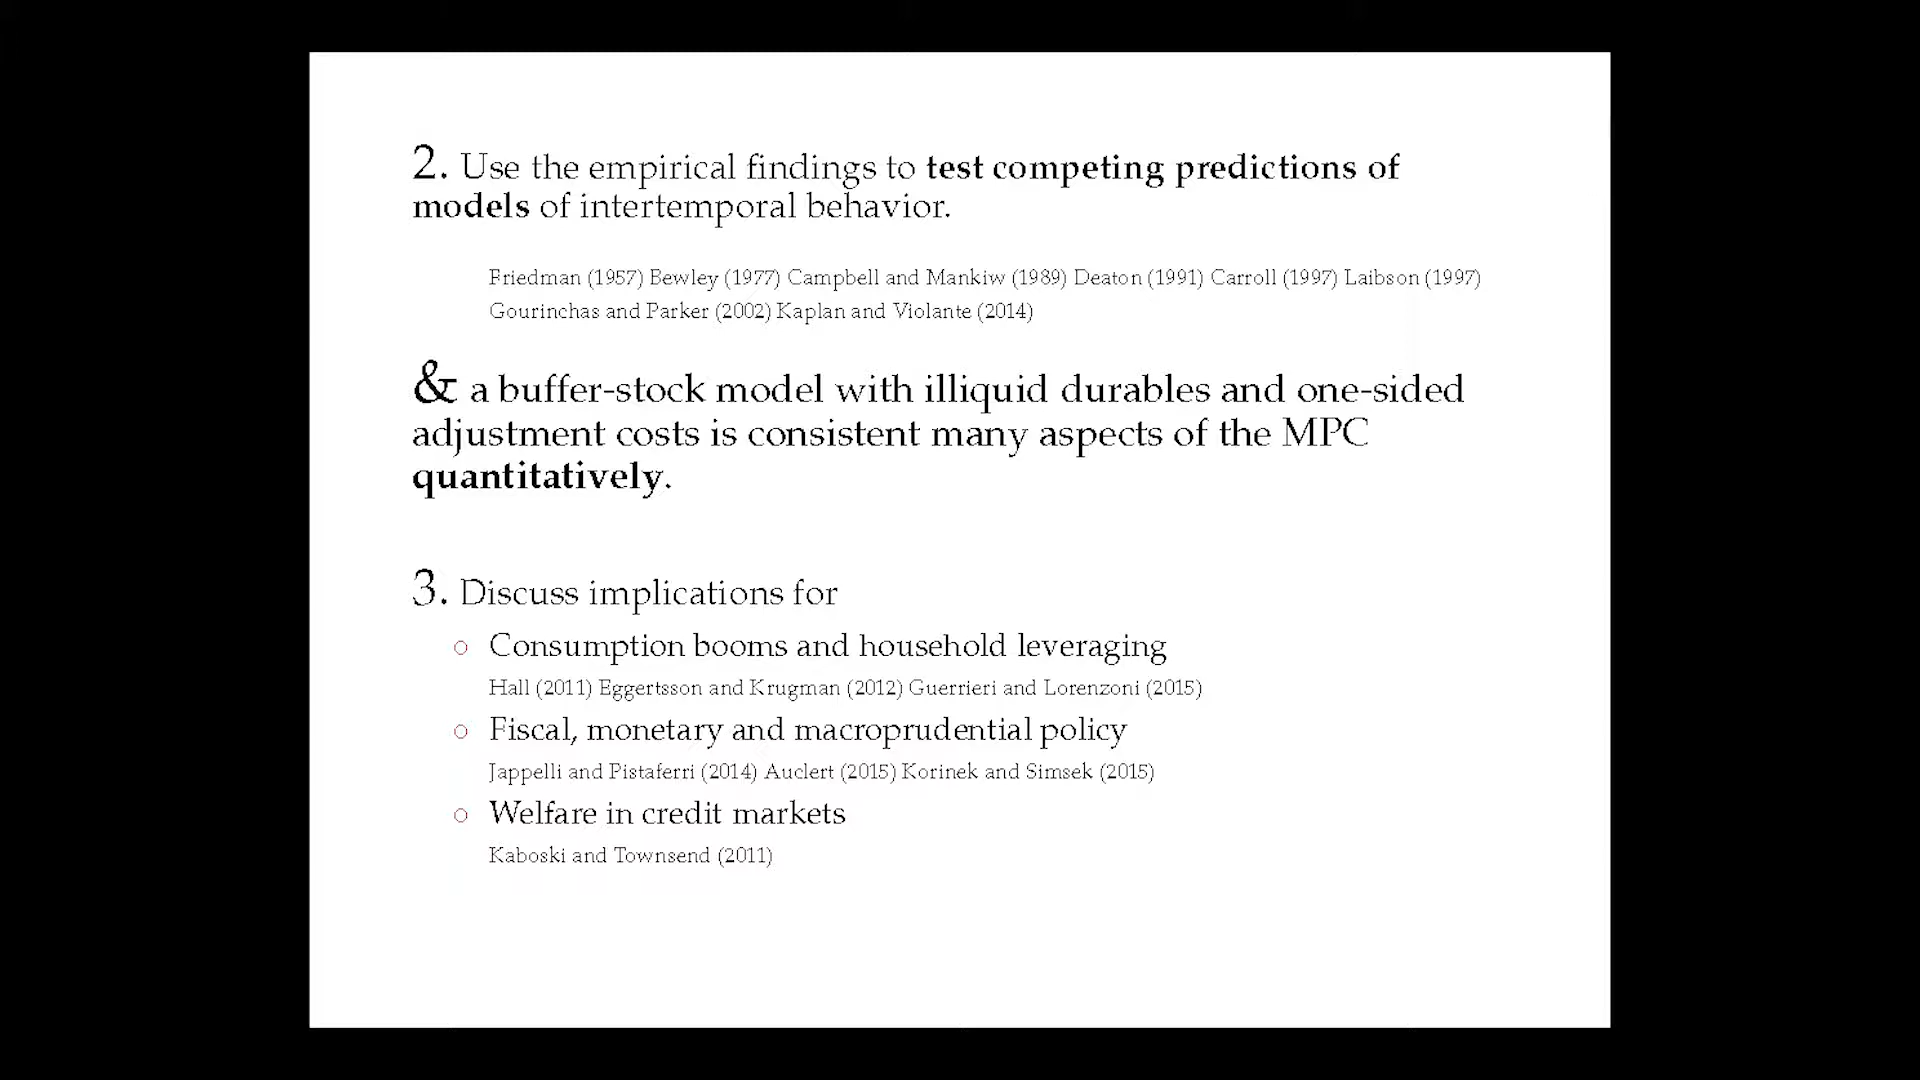 2. Use the empirical findings to test competing predictions of
models of intertemporal behavior.
Friedman (1957) Bewley (1977) Campbell and Mankiw (1989) Deaton (1991) Carroll (1997) Laibson (1997)
Gourinchas and Parker (2002) Kaplan and Violante (2014)
& a buffer-stock model with illiquid durables and one-sided
adjustment costs is consistent many aspects of the MPC
quantitatively.
3. Discuss implications for
○ Consumption booms and household leveraging
Hall (2011) Eggertsson and Krugman (2012) Guerrieri and Lorenzoni (2015)
○ Fiscal, monetary and macroprudential policy
Jappelli and Pistaferri (2014) Auclert (2015) Korinek and Simsek (2015)
○ Welfare in credit markets
Kaboski and Townsend (2011)